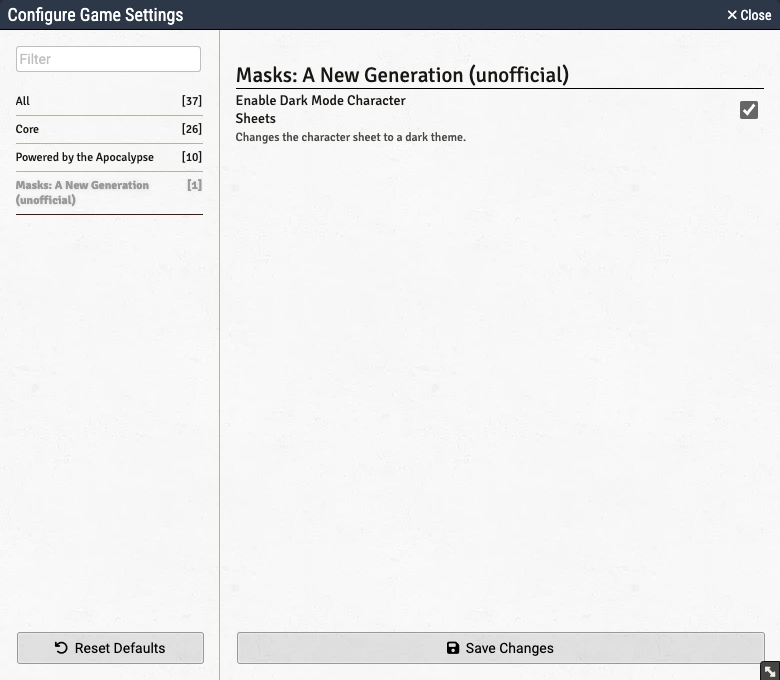 Configure Game Settings
Close
Filter
All [37]
Core [26]
Powered by the Apocalypse [10]
Masks: A New Generation [1]
(unofficial)
Masks: A New Generation (unofficial)
Enable Dark Mode Character
Sheets
Changes the character sheet to a dark theme.
Reset Defaults
Save Changes